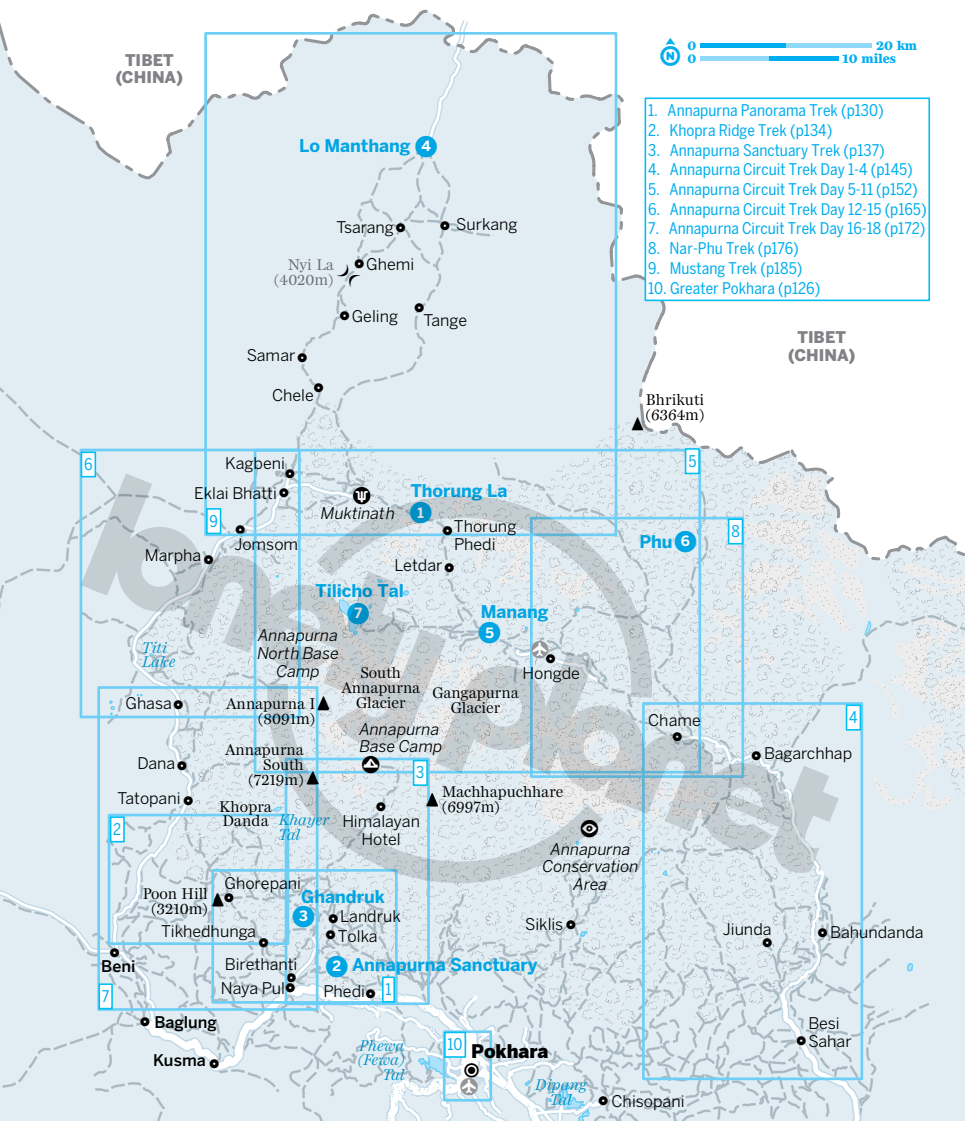 TIBET
(CHINA)
N
0
20 km
0
10 miles
1. Annapurna Panorama Trek (p130)
2. Khopra Ridge Trek (p134)
3. Annapurna Sanctuary Trek (p137)
4. Annapurna Circuit Trek Day 1-4 (p145)
5. Annapurna Circuit Trek Day 5-11 (p152)
6. Annapurna Circuit Trek Day 12-15 (p165)
7. Annapurna Circuit Trek Day 16-18 (p172)
8. Nar-Phu Trek (p176)
9. Mustang Trek (p185)
10. Greater Pokhara (p126)
Lo Manthang 4
Tsarang
Surkang
Nyi La
(4020m)
Ghemi
Geling
Tange
TIBET
(CHINA)
Samar
Chele
Bhrikuti
(6364m)
6
5
Kagbeni
Eklai Bhatti
Muktinath
Thorung La
1
9
8
Jomsom
Thorung
Phedi
Phu 6
Marpha
Letdar
Tilicho Tal
7
Manang
5
lonely planet
Titi
Lake
Annapurna
North Base
Camp
Hongde
South
Annapurna
Glacier
Gangapurna
Glacier
Ghasa
Annapurna I
(8091m)
4
Chame
Annapurna
Base Camp
Bagarchhap
Dana
Annapurna
South
(7219m)
3
Tatopani
Khopra
Danda
Khayer
Tal
Himalayan
Hotel
Machhapuchhare
(6997m)
2
Annapurna
Conservation
Area
Poon Hill
(3210m)
Ghorepani
Ghandruk
3
Landruk
Tolka
Siklis
Jiunda
Bahundanda
Tikhedhunga
Beni
Birethanti
2 Annapurna Sanctuary
Naya Pul
Phedi
1
7
Baglung
Besi
Sahar
Kusma
Phewa
(Fewa)
Tal
10
Pokhara
Dipang
Tal
Chisopani